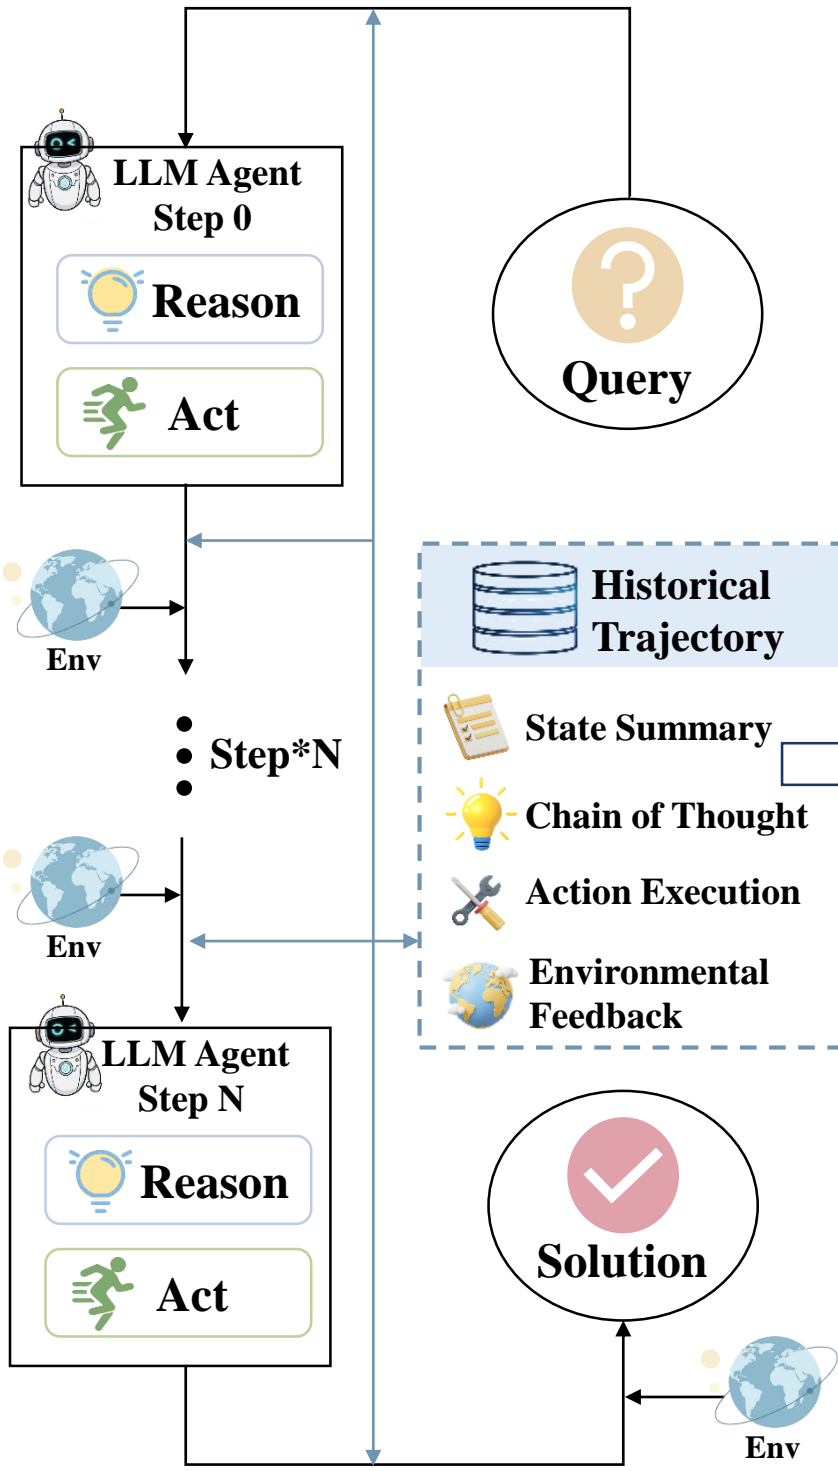 LLM Agent
Step 0
Reason
Act
Query
Env
Step*N
Env
Historical
Trajectory
State Summary
Chain of Thought
Action Execution
Environmental
Feedback
LLM Agent
Step N
Reason
Act
Solution
Env